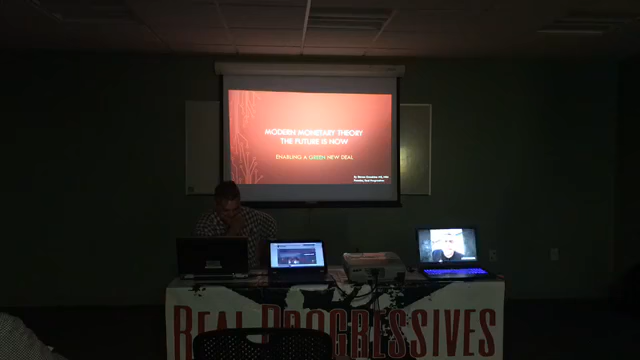 MODERN MONETARY THEORY
THE FUTURE IS NOW
ENABLING A GREEN NEW DEAL
REAL PROGRESSIVES